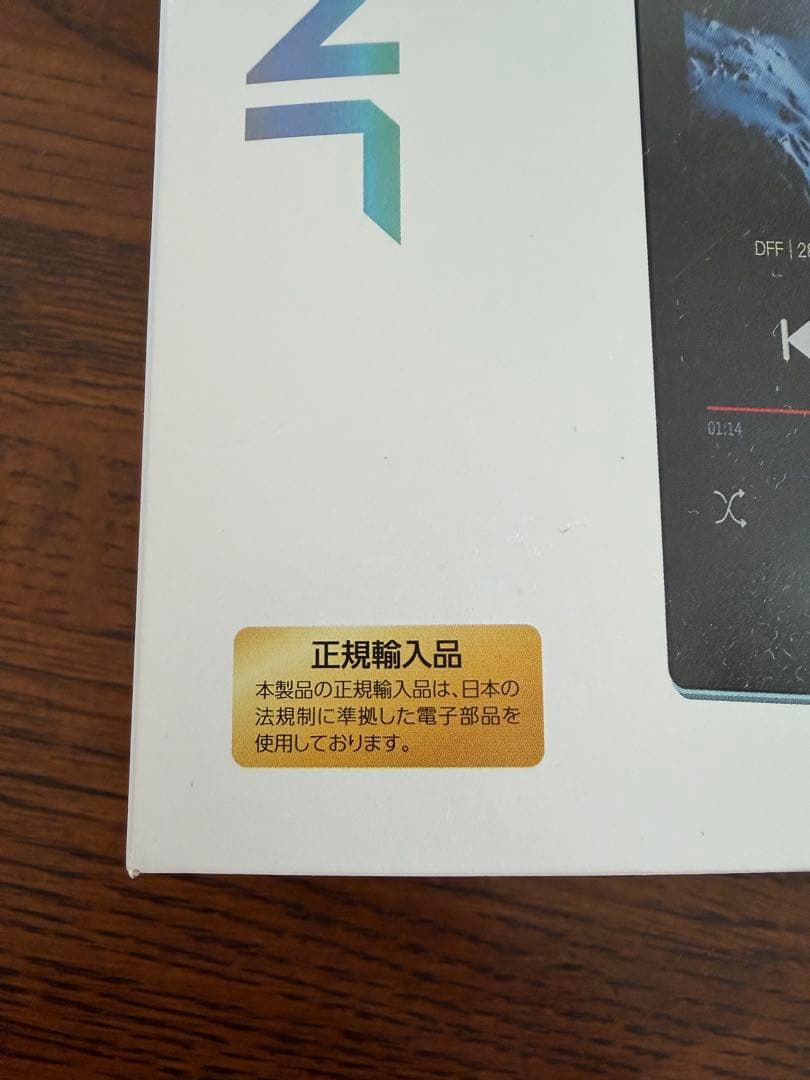 DFF | 28
01:14
正規輸入品
本製品の正規輸入品は、日本の
法規制に準拠した電子部品を
使用しております。